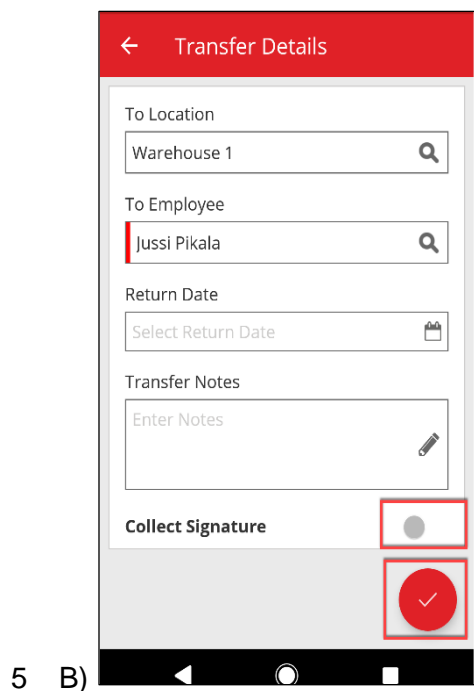 Transfer Details
To Location
Warehouse 1
To Employee
Jussi Pikala
Return Date
Select Return Date
Transfer Notes
Enter Notes
Collect Signature
5 B)